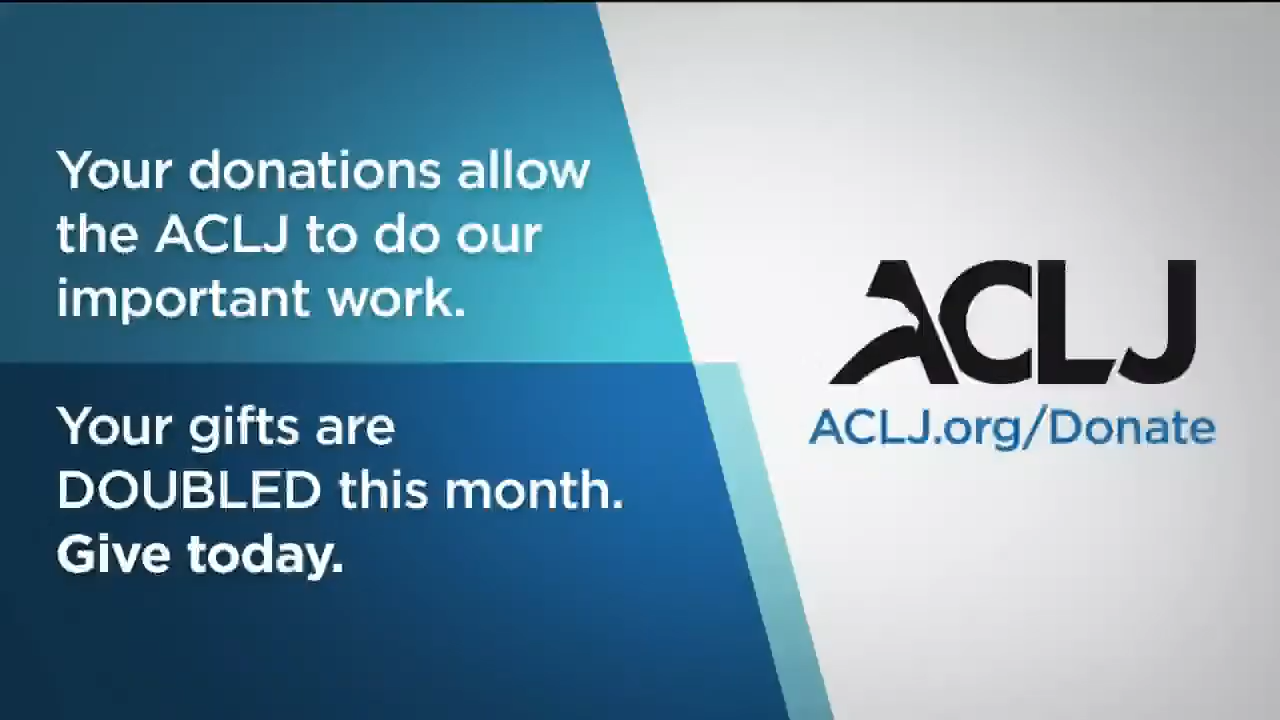 Your donations allow
the ACLJ to do our
important work.
Your gifts are
DOUBLED this month.
Give today.
ACLJ
ACLJ.org/Donate